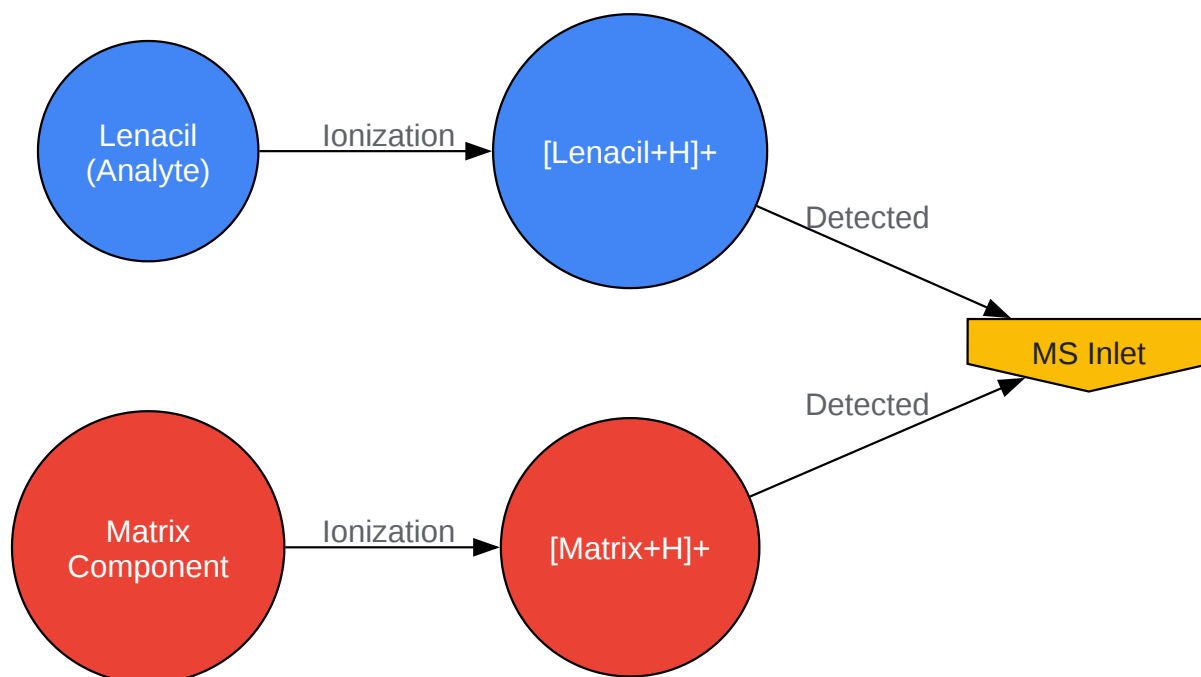 Lenacil
(Analyte)
Ionization
[Lenacil+H]+
Detected
MS Inlet
Detected
Matrix
Component
Ionization
[Matrix+H]+